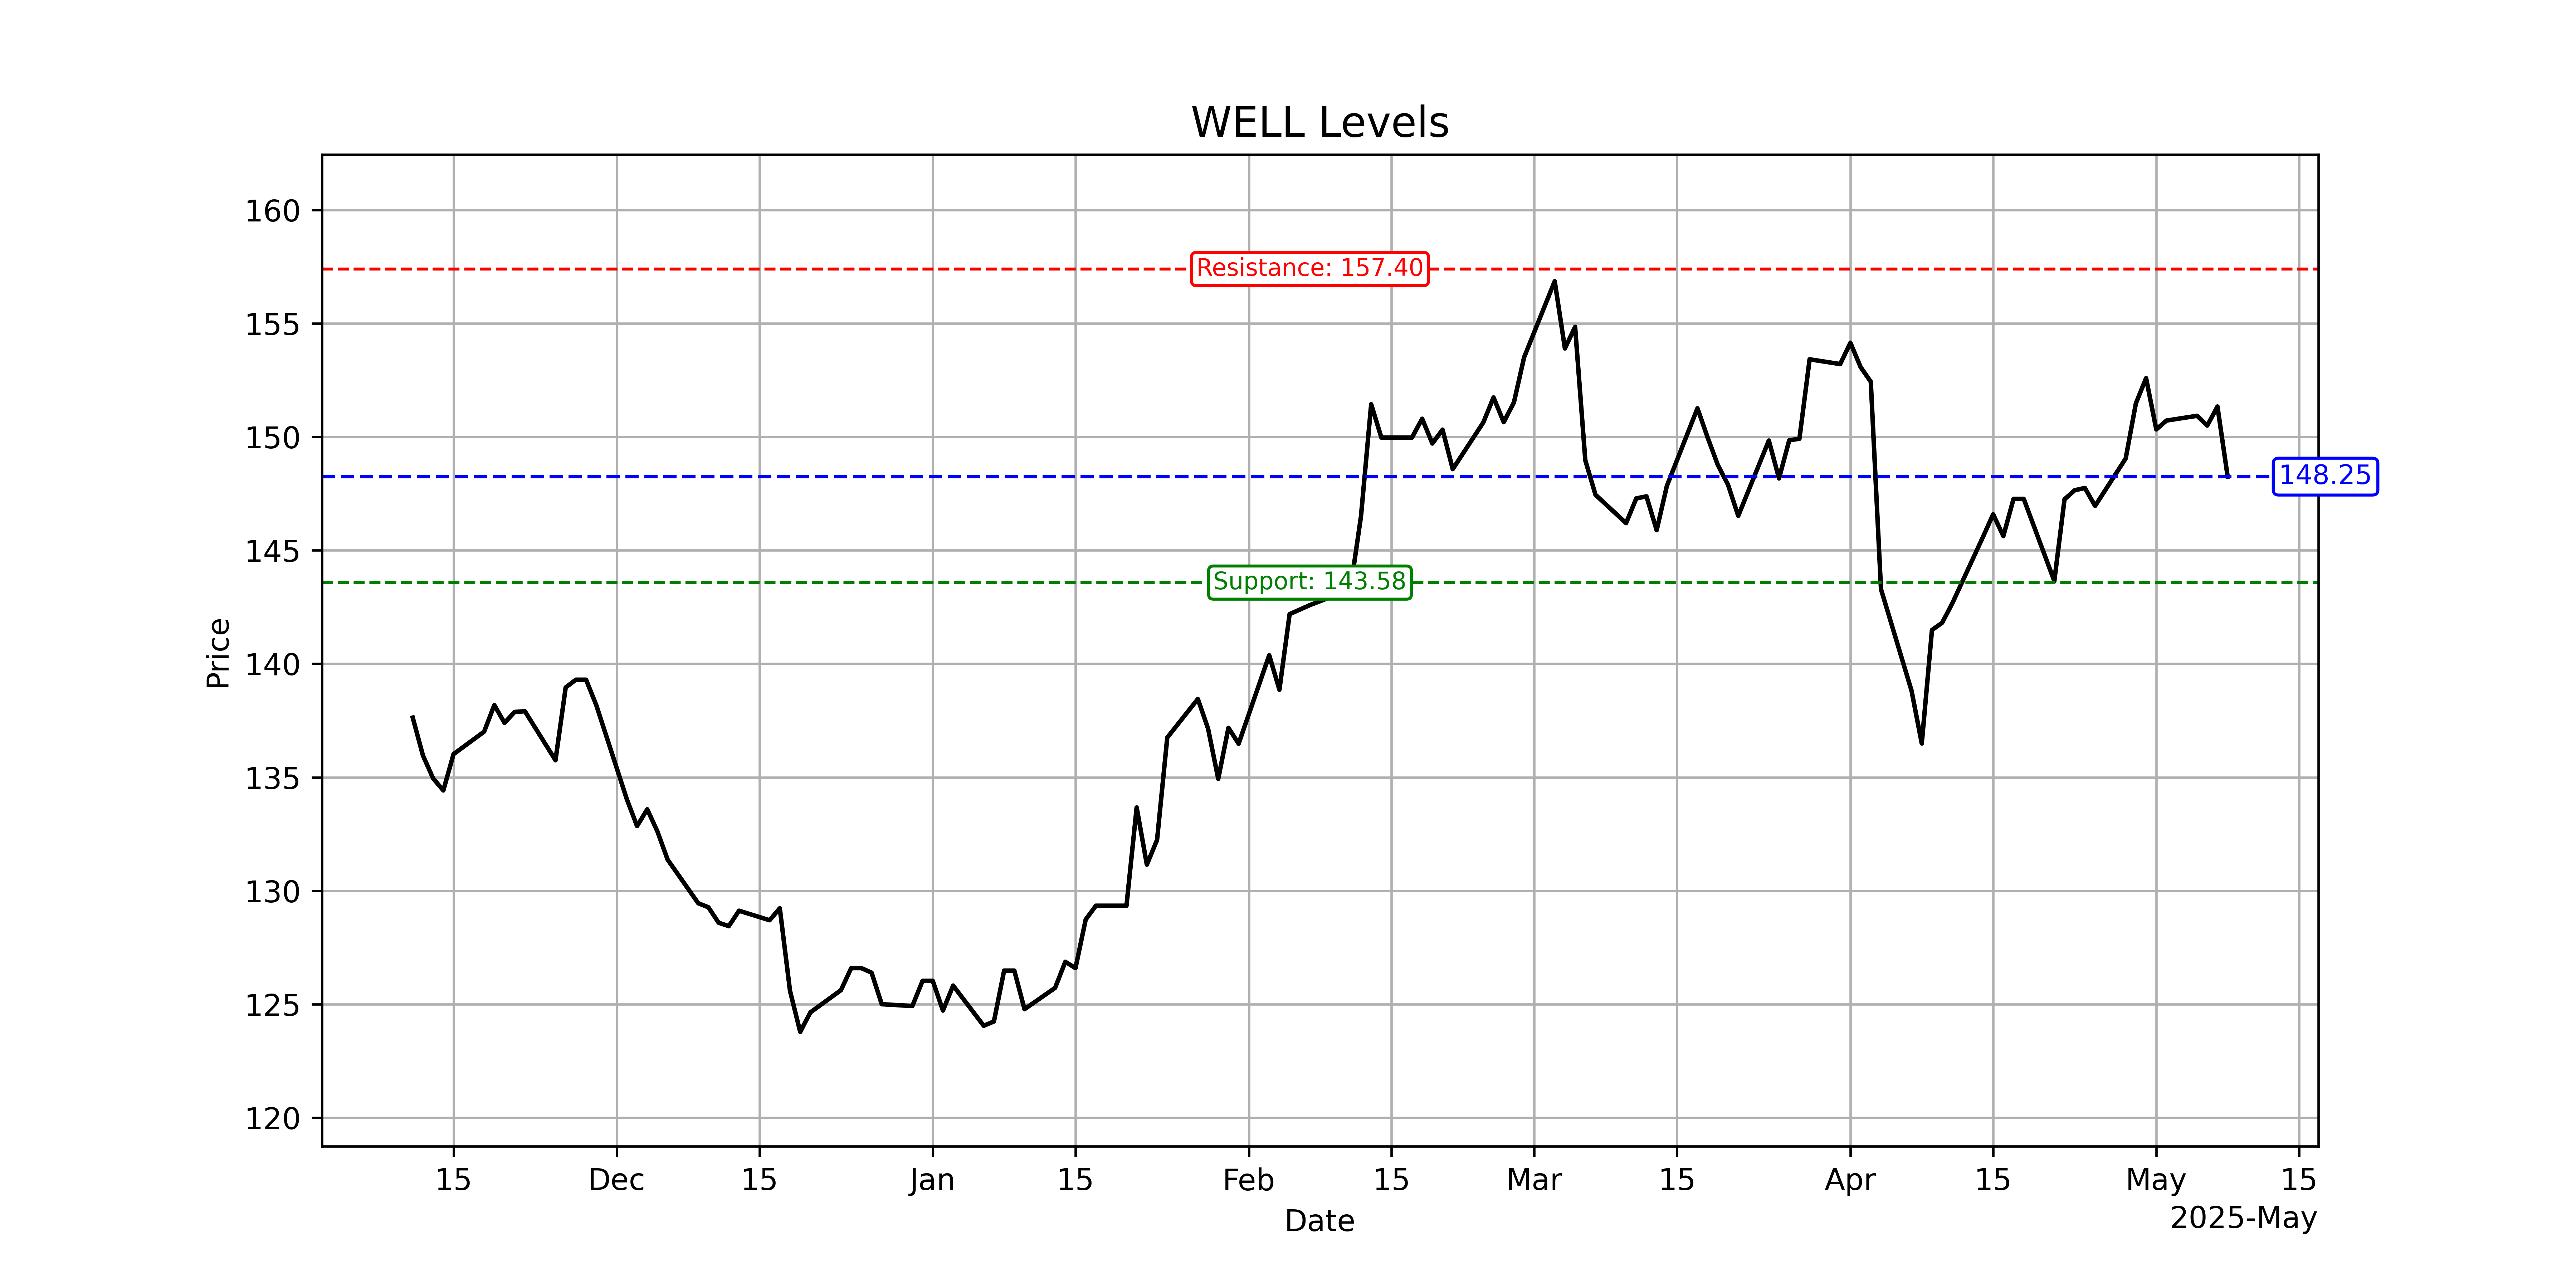 WELL Levels
160
Resistance: 157.40
155
150
148.25
145
Support: 143.58
140
Price
135
130
125
120
15 Dec 15 Jan 15 Feb 15 Mar 15 Apr 15 May 15
Date
2025-May